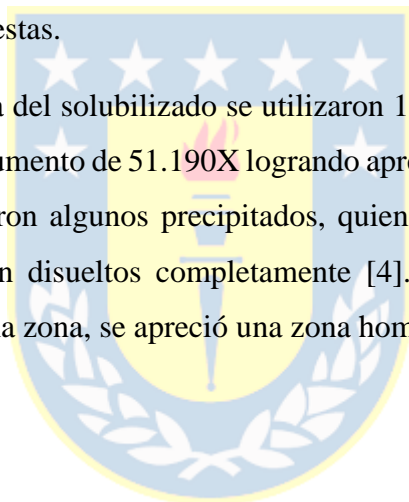 estas.
del solubilizado se utilizaron 1
umento de 51.190X logrando apr
ron algunos precipitados, quien
n disueltos completamente [4].
a zona, se apreció una zona hom